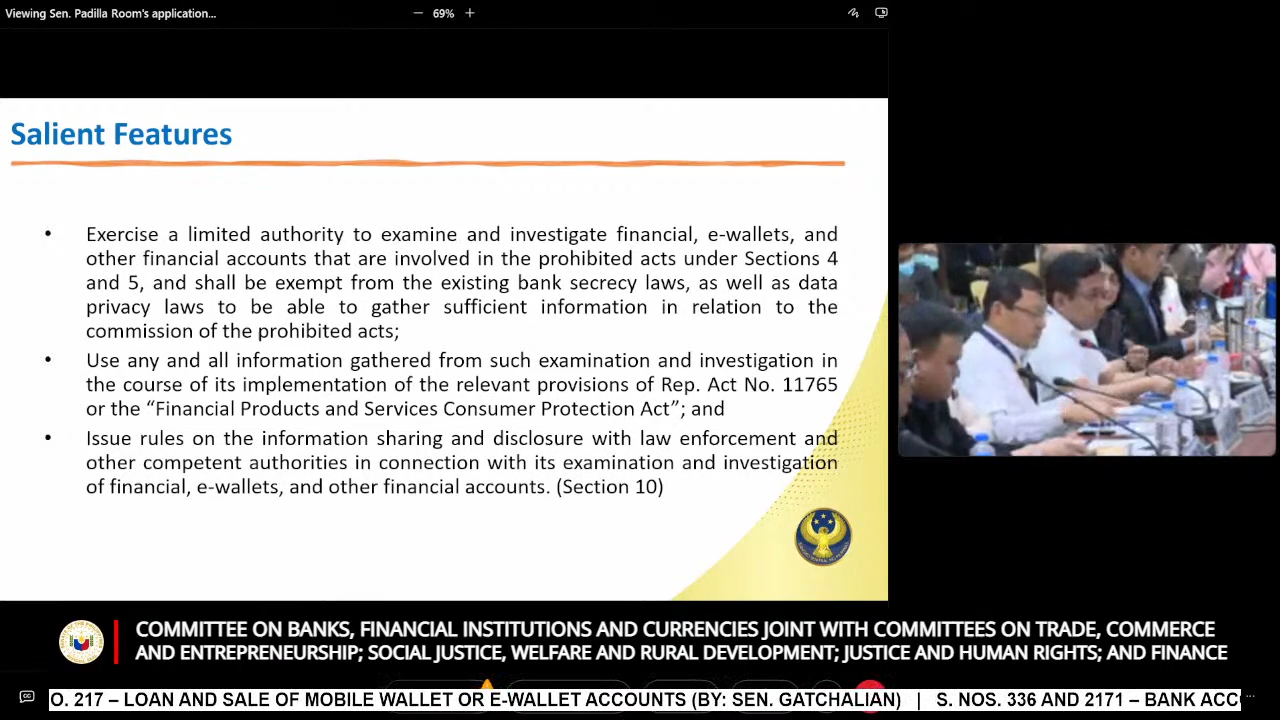 Viewing Sen. Padilla Room's application...
— 69% +
Salient Features
• Exercise a limited authority to examine and investigate financial, e-wallets, and
other financial accounts that are involved in the prohibited acts under Sections 4
and 5, and shall be exempt from the existing bank secrecy laws, as well as data
privacy laws to be able to gather sufficient information in relation to the
commission of the prohibited acts;
• Use any and all information gathered from such examination and investigation in
the course of its implementation of the relevant provisions of Rep. Act No. 11765
or the “Financial Products and Services Consumer Protection Act”; and
• Issue rules on the information sharing and disclosure with law enforcement and
other competent authorities in connection with its examination and investigation
of financial, e-wallets, and other financial accounts. (Section 10)
COMMITTEE ON BANKS, FINANCIAL INSTITUTIONS AND CURRENCIES JOINT WITH COMMITTEES ON TRADE, COMMERCE
AND ENTREPRENEURSHIP; SOCIAL JUSTICE, WELFARE AND RURAL DEVELOPMENT; JUSTICE AND HUMAN RIGHTS; AND FINANCE
O. 217 – LOAN AND SALE OF MOBILE WALLET OR E-WALLET ACCOUNTS (BY: SEN. GATCHALIAN) | S. NOS. 336 AND 2171 – BANK ACC